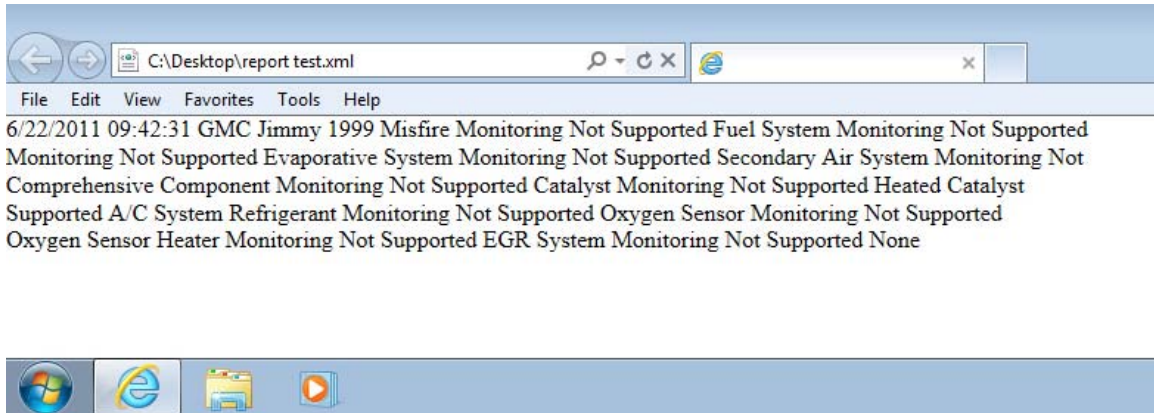 C:\Desktop\report test.xml
File Edit View Favorites Tools Help
6/22/2011 09:42:31 GMC Jimmy 1999 Misfire Monitoring Not Supported Fuel System Monitoring Not Supported
Monitoring Not Supported Evaporative System Monitoring Not Supported Secondary Air System Monitoring Not
Comprehensive Component Monitoring Not Supported Catalyst Monitoring Not Supported Heated Catalyst
Supported A/C System Refrigerant Monitoring Not Supported Oxygen Sensor Monitoring Not Supported
Oxygen Sensor Heater Monitoring Not Supported EGR System Monitoring Not Supported None